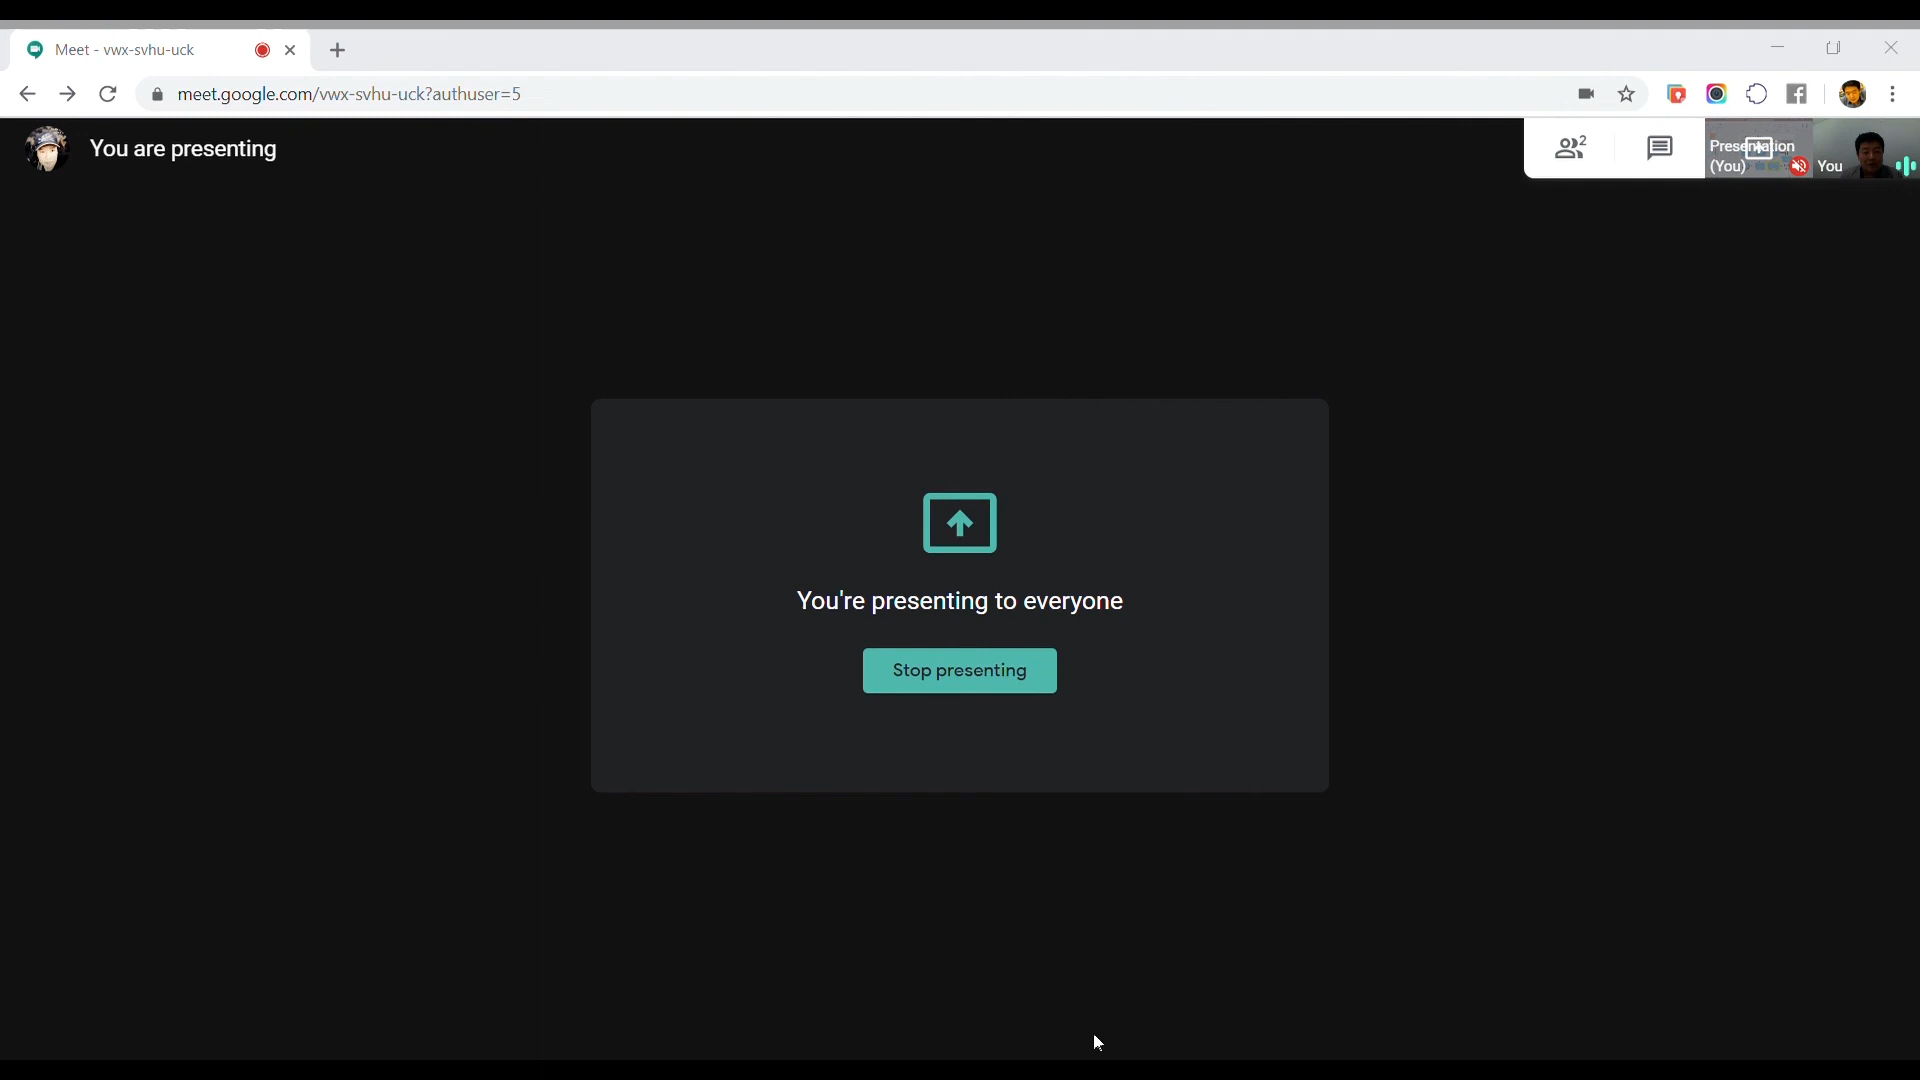 Meet - vwx-svhu-uck
meet.google.com/vwx-svhu-uck?authuser=5
You are presenting
2
Presentation
(You)
You
You're presenting to everyone
Stop presenting